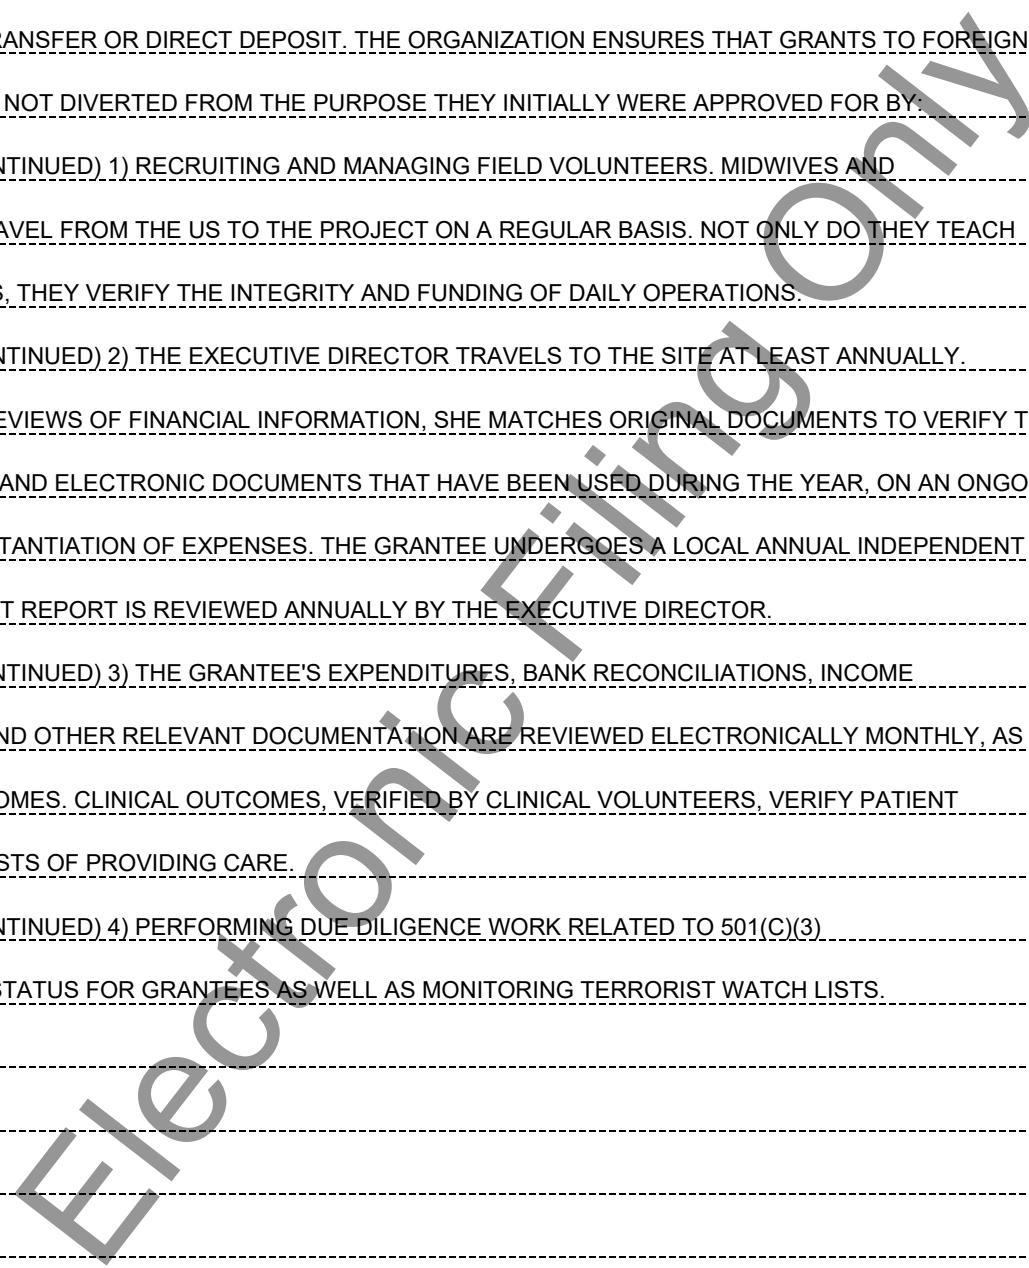 RANSFER OR DIRECT DEPOSIT. THE ORGANIZATION ENSURES THAT GRANTS TO FOREIGN
NOT DIVERTED FROM THE PURPOSE THEY INITIALLY WERE APPROVED FOR BY:
NTINUED) 1) RECRUITING AND MANAGING FIELD VOLUNTEERS. MIDWIVES AND
AVEL FROM THE US TO THE PROJECT ON A REGULAR BASIS. NOT ONLY DO THEY TEACH
S, THEY VERIFY THE INTEGRITY AND FUNDING OF DAILY OPERATIONS.
NTINUED) 2) THE EXECUTIVE DIRECTOR TRAVELS TO THE SITE AT LEAST ANNUALLY.
EVIEWS OF FINANCIAL INFORMATION, SHE MATCHES ORIGINAL DOCUMENTS TO VERIFY T
AND ELECTRONIC DOCUMENTS THAT HAVE BEEN USED DURING THE YEAR, ON AN ONGO
TANTIATION OF EXPENSES. THE GRANTEE UNDERGOES A LOCAL ANNUAL INDEPENDENT
T REPORT IS REVIEWED ANNUALLY BY THE EXECUTIVE DIRECTOR.
NTINUED) 3) THE GRANTEE'S EXPENDITURES, BANK RECONCILIATIONS, INCOME
ND OTHER RELEVANT DOCUMENTATION ARE REVIEWED ELECTRONICALLY MONTHLY, AS
OMES. CLINICAL OUTCOMES, VERIFIED BY CLINICAL VOLUNTEERS, VERIFY PATIENT
STS OF PROVIDING CARE.
NTINUED) 4) PERFORMING DUE DILIGENCE WORK RELATED TO 501(C)(3)
STATUS FOR GRANTEES AS WELL AS MONITORING TERRORIST WATCH LISTS.
Electronic Filing Only